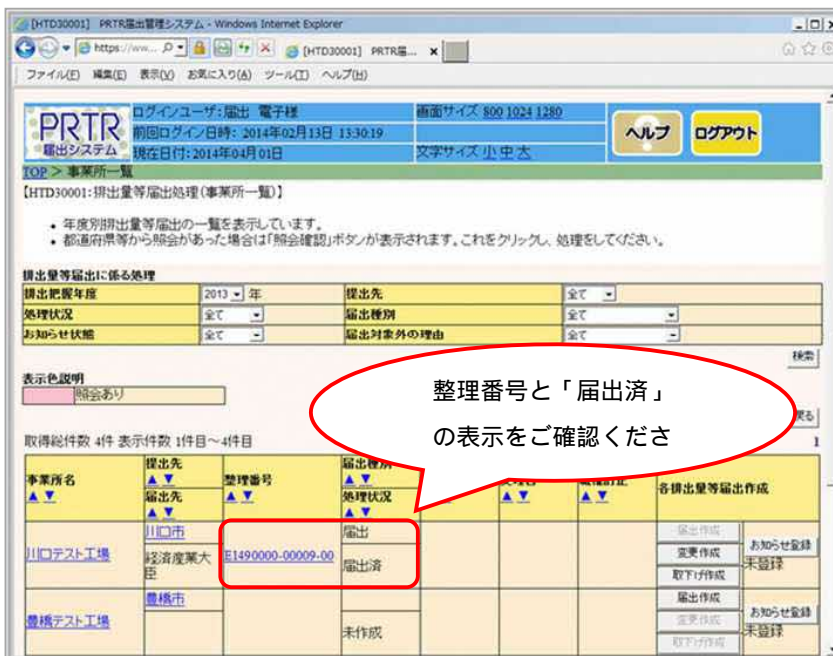 [HTD30001] PRTR届出管理システム - Windows Internet Explorer
https://ww... [HTD30001] PRTR届...
ファイル(F) 編集(E) 表示(V) お気に入り(A) ツール(T) ヘルプ(H)
PRTR
届出システム
ログインユーザ:届出 電子様
画面サイズ 800 1024 1280
前回ログイン日時: 2014年02月13日 13:30:19
現在日付:2014年04月01日
文字サイズ 小 中 大
ヘルプ ログアウト
TOP > 事業所一覧
【HTD30001:排出量等届出処理(事業所一覧)】
• 年度別排出量等届出の一覧を表示しています。
• 都道府県等から照会があった場合は「照会確認」ボタンが表示されます。これをクリックし、処理をしてください。
排出量等届出に係る処理
排出把握年度 2013 年 提出先 全て
処理状況 全て 届出種別 全て
お知らせ状態 全て 届出対象外の理由 全て
検索
表示色説明
照会あり
整理番号と「届出済」
の表示をご確認くださ
戻る
取得総件数 4件 表示件数 1件目～4件目
1
事業所名 ▲ ▼
提出先 ▲ ▼
届出先 ▲ ▼
整理番号 ▲ ▼
届出種別 ▲ ▼
処理状況 ▲ ▼
▲ ▼
▲ ▼
各排出量等届出作成
川口テスト工場
川口市
経済産業大臣
E1490000-00009-00
届出
届出済
届出作成
変更作成
取下げ作成
お知らせ登録
未登録
豊橋テスト工場
豊橋市
未作成
届出作成
変更作成
取下げ作成
お知らせ登録
未登録